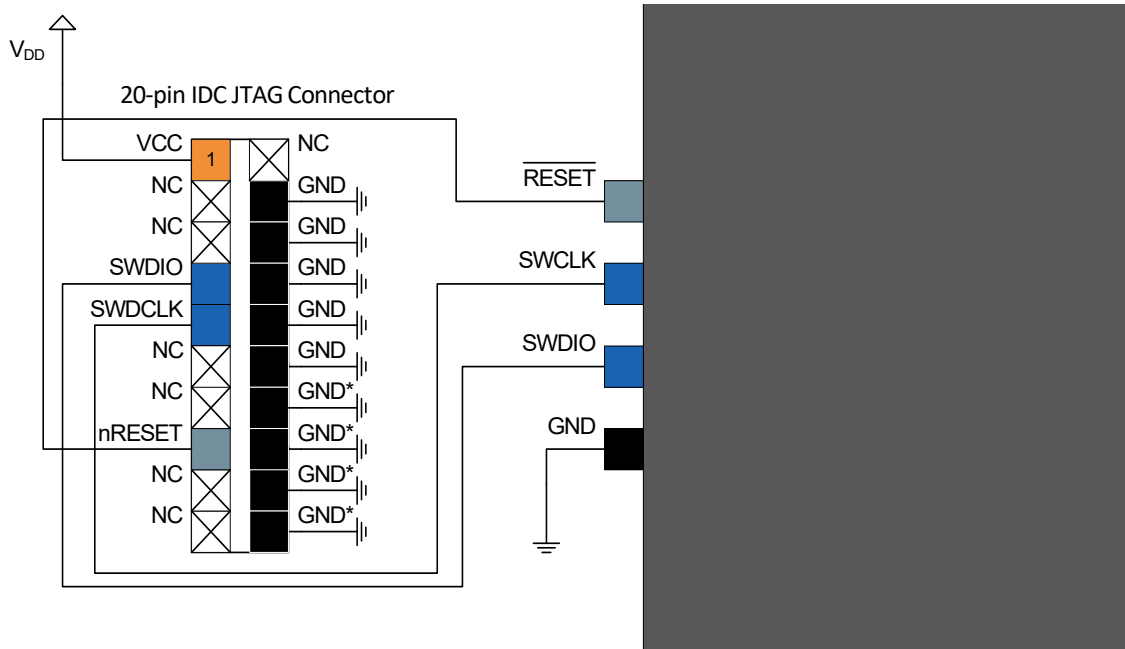 V_DD
20-pin IDC JTAG Connector
VCC
1
NC
NC
GND
NC
GND
SWDIO
GND
SWDCLK
GND
NC
GND
NC
GND*
nRESET
GND*
NC
GND*
NC
GND*
RESET
SWCLK
SWDIO
GND